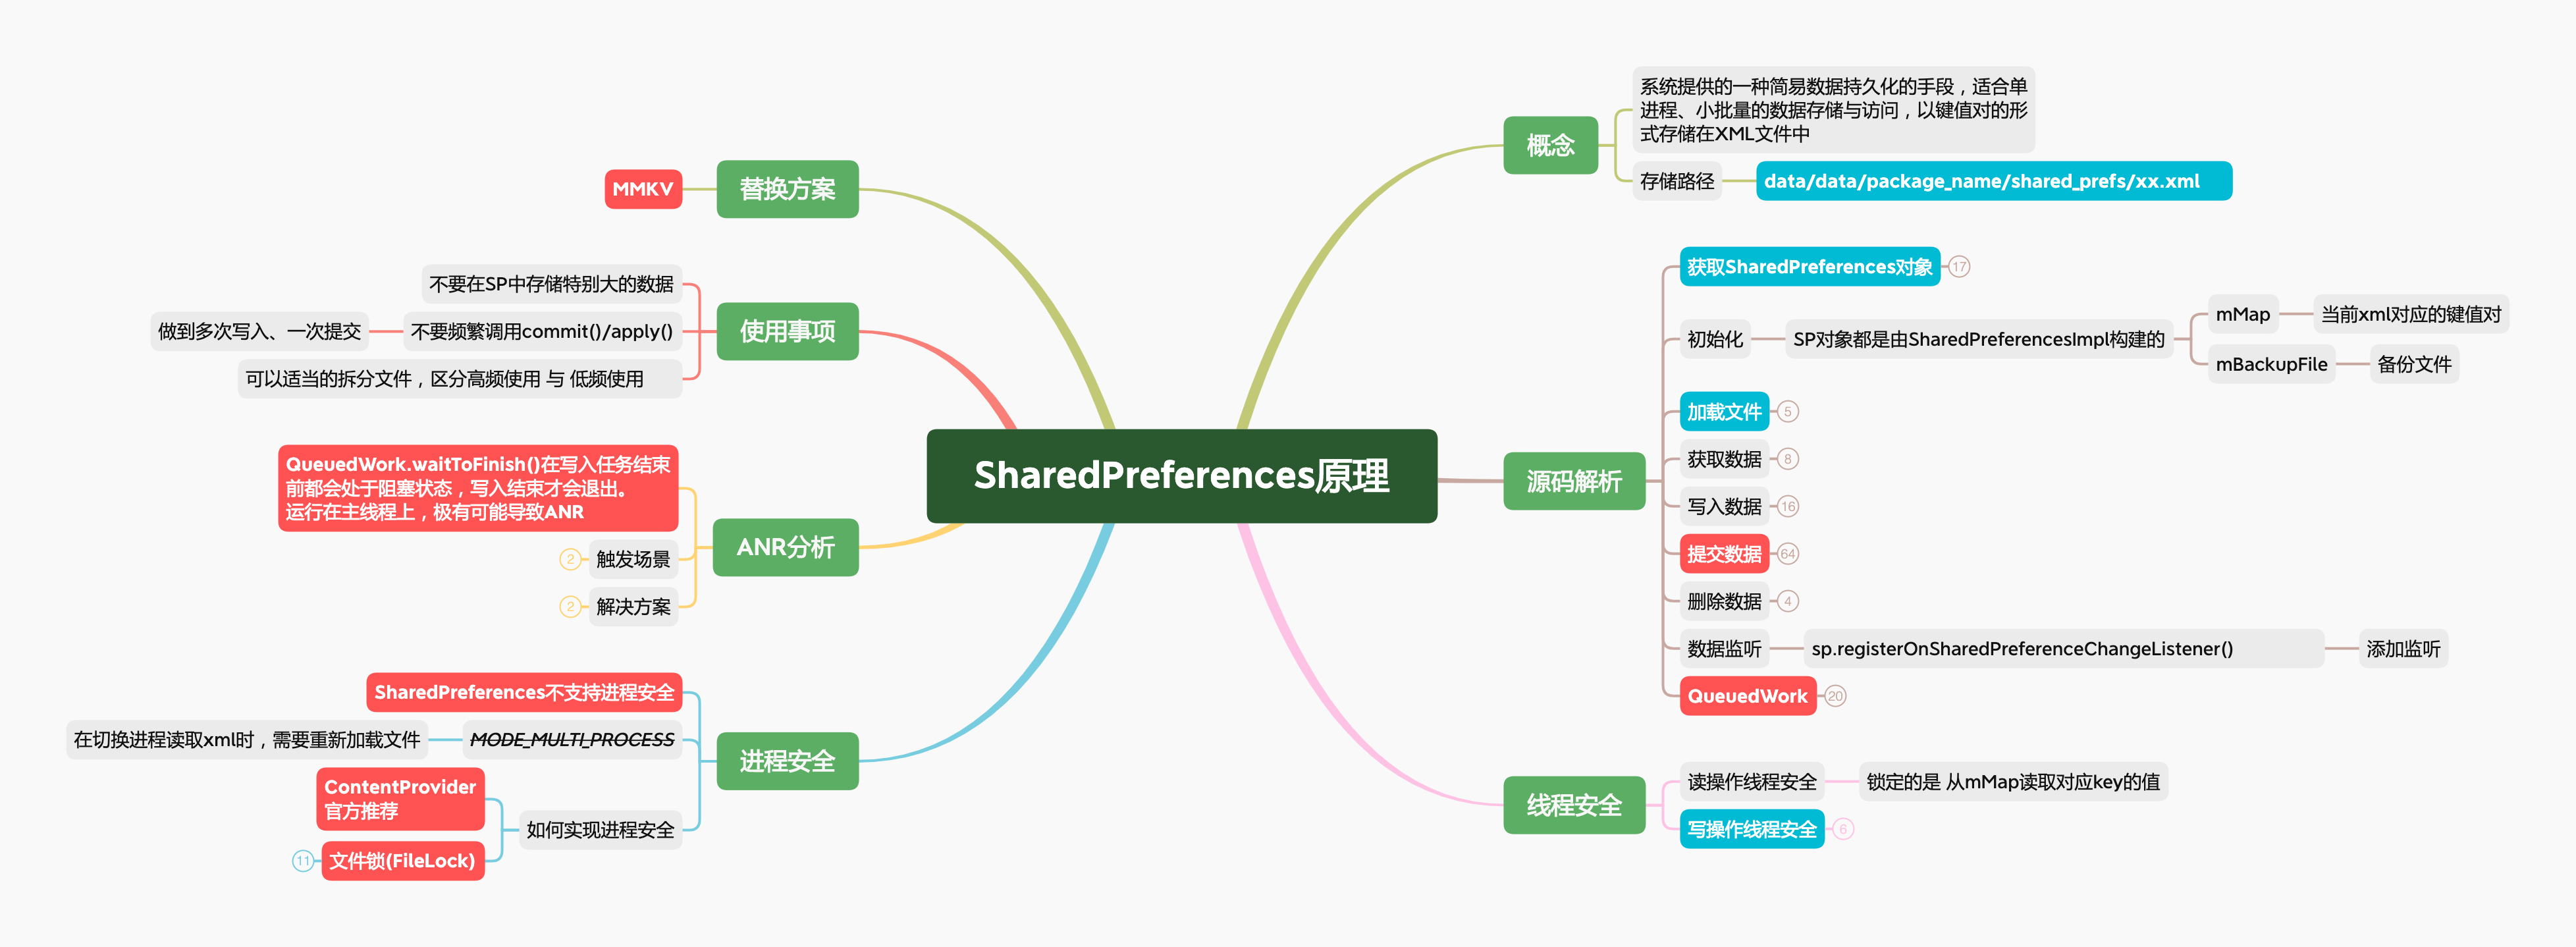 SharedPreferences原理
概念
系统提供的一种简易数据持久化的手段，适合单
进程、小批量的数据存储与访问，以键值对的形
式存储在XML文件中
存储路径
data/data/package_name/shared_prefs/xx.xml
源码解析
获取SharedPreferences对象
17
初始化
SP对象都是由SharedPreferencesImpl构建的
mMap
当前xml对应的键值对
mBackupFile
备份文件
加载文件
5
获取数据
8
写入数据
16
提交数据
64
删除数据
4
数据监听
sp.registerOnSharedPreferenceChangeListener()
添加监听
QueuedWork
20
线程安全
读操作线程安全
锁定的是 从mMap读取对应key的值
写操作线程安全
6
替换方案
MMKV
使用事项
不要在SP中存储特别大的数据
不要频繁调用commit()/apply()
做到多次写入、一次提交
可以适当的拆分文件，区分高频使用 与 低频使用
ANR分析
QueuedWork.waitToFinish()在写入任务结束
前都会处于阻塞状态，写入结束才会退出。
运行在主线程上，极有可能导致ANR
触发场景
2
解决方案
2
进程安全
SharedPreferences不支持进程安全
MODE_MULTI_PROCESS
在切换进程读取xml时，需要重新加载文件
如何实现进程安全
ContentProvider
官方推荐
文件锁(FileLock)
11